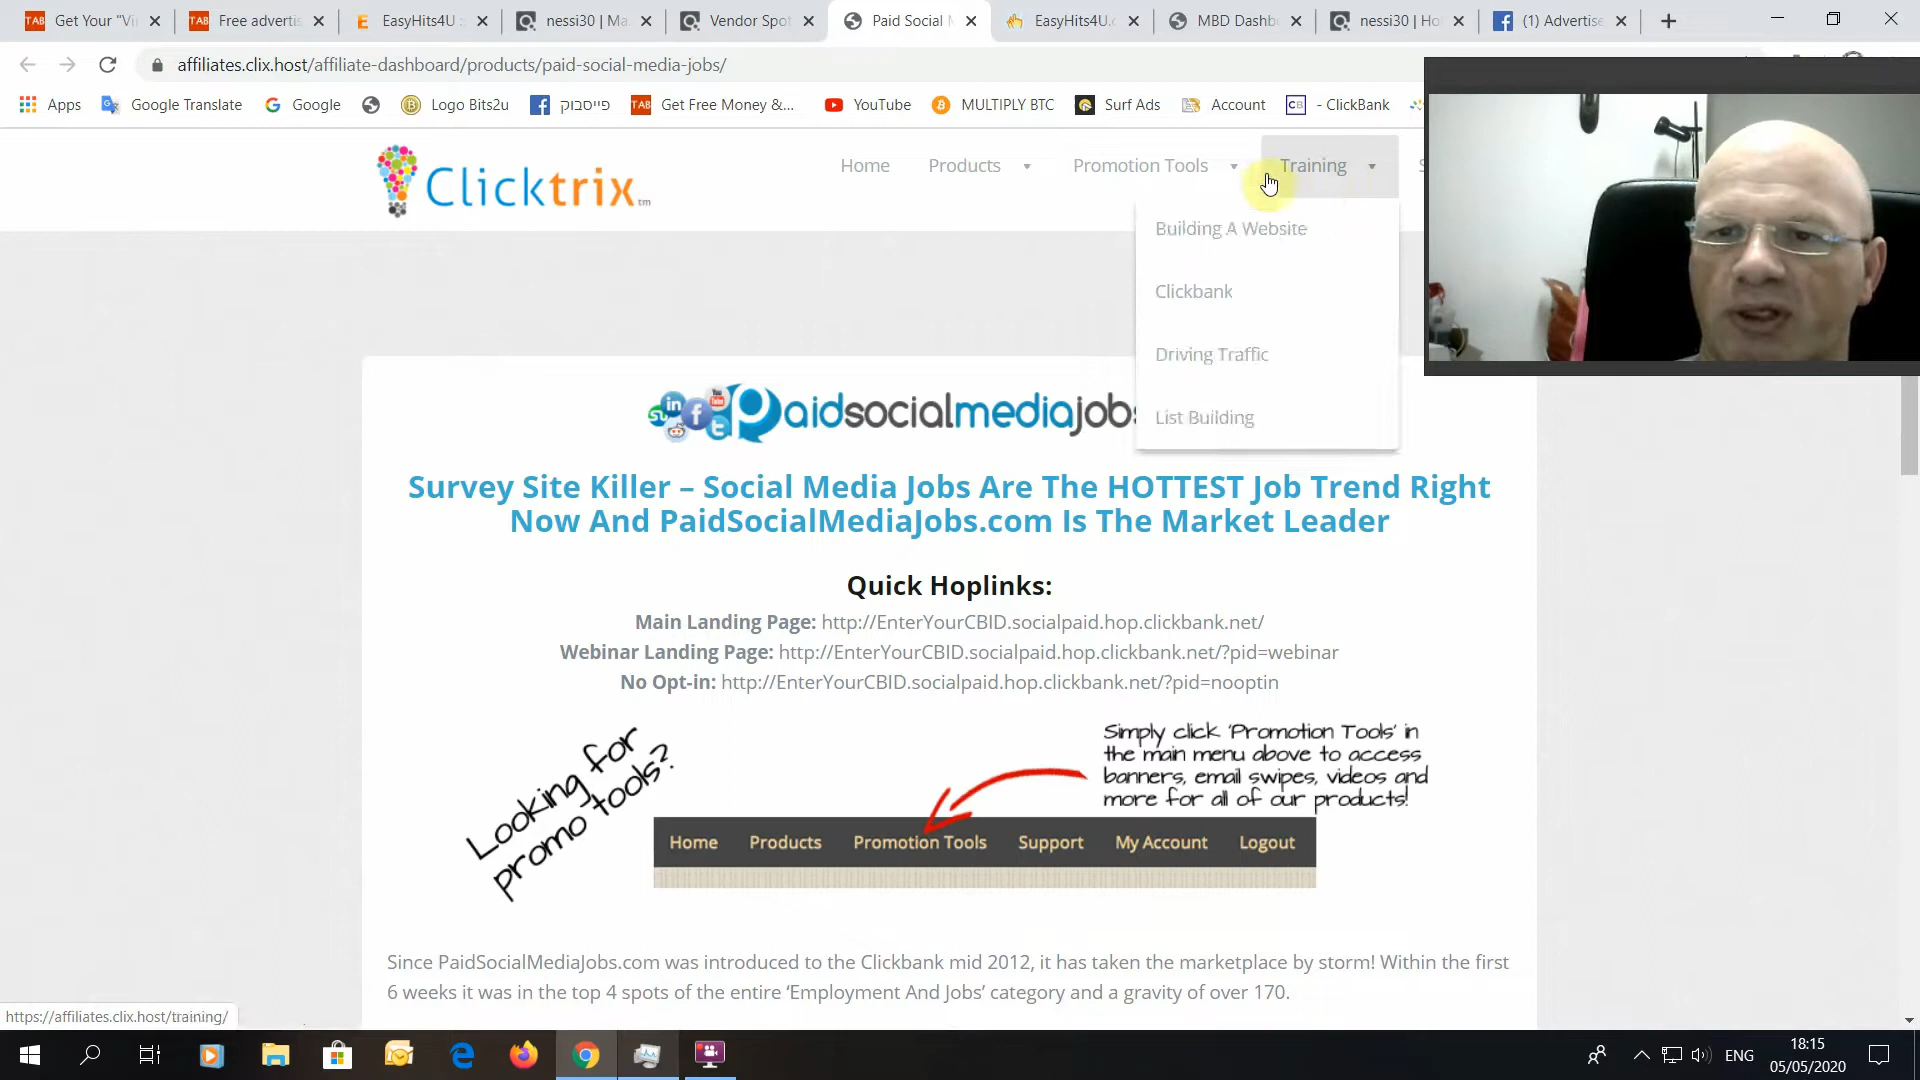 Get Your "Vi
Free advertis
EasyHits4U :
nessi30 | Ma
Vendor Spot
Paid Social M
EasyHits4U.c
MBD Dashb
nessi30 | Ho
(1) Advertise
affiliates.clix.host/affiliate-dashboard/products/paid-social-media-jobs/
Apps
Google Translate
Google
Logo Bits2u
פייסבוק
Get Free Money &...
YouTube
MULTIPLY BTC
Surf Ads
Account
- ClickBank
Clicktrix™
Home
Products
Promotion Tools
Training
S
Building A Website
Clickbank
Driving Traffic
List Building
Paidsocialmediajobs
Survey Site Killer – Social Media Jobs Are The HOTTEST Job Trend Right
Now And PaidSocialMediaJobs.com Is The Market Leader
Quick Hoplinks:
Main Landing Page: http://EnterYourCBID.socialpaid.hop.clickbank.net/
Webinar Landing Page: http://EnterYourCBID.socialpaid.hop.clickbank.net/?pid=webinar
No Opt-in: http://EnterYourCBID.socialpaid.hop.clickbank.net/?pid=nooptin
Looking for
promo tools?
Simply click 'Promotion Tools' in
the main menu above to access
banners, email swipes, videos and
more for all of our products!
Home Products Promotion Tools Support My Account Logout
Since PaidSocialMediaJobs.com was introduced to the Clickbank mid 2012, it has taken the marketplace by storm! Within the first
6 weeks it was in the top 4 spots of the entire ‘Employment And Jobs’ category and a gravity of over 170.
https://affiliates.clix.host/training/
ENG
18:15
05/05/2020